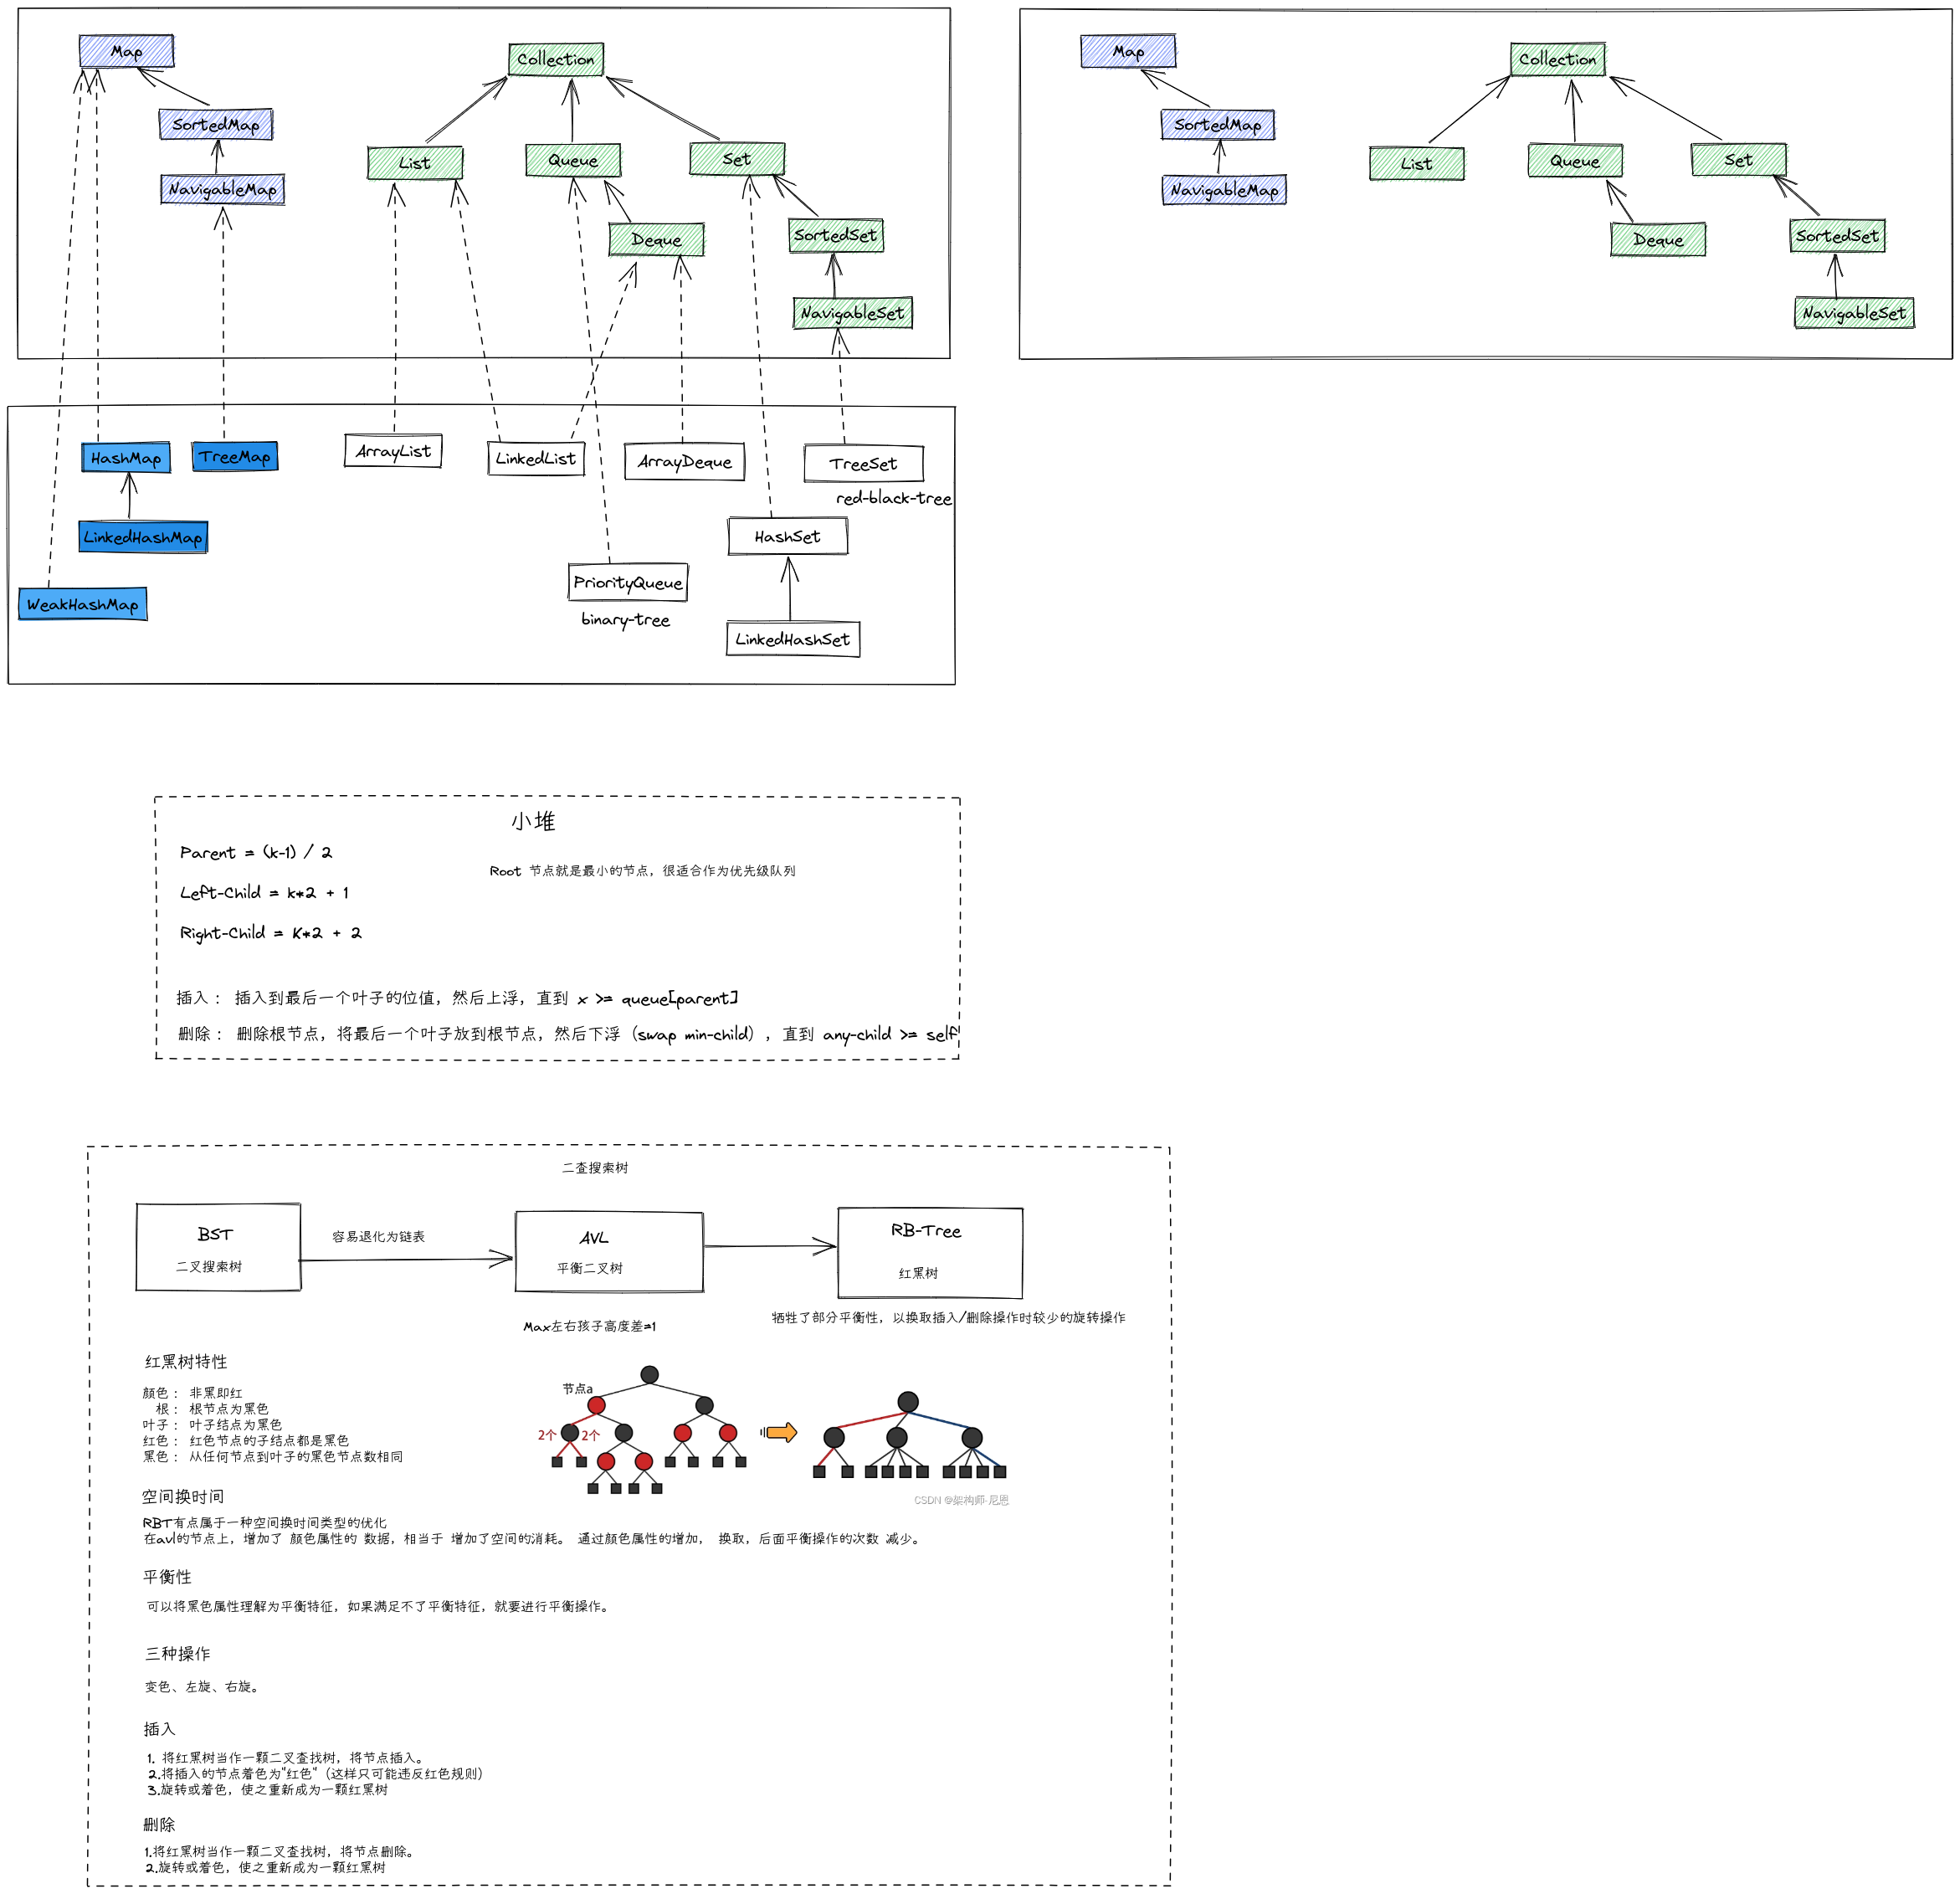 Map
Collection
SortedMap
List
Queue
Set
NavigableMap
Deque
SortedSet
NavigableSet
Map
Collection
SortedMap
List
Queue
Set
NavigableMap
Deque
SortedSet
NavigableSet
HashMap
TreeMap
ArrayList
LinkedList
ArrayDeque
TreeSet
red-black-tree
LinkedHashMap
HashSet
WeakHashMap
PriorityQueue
binary-tree
LinkedHashSet
小堆
Parent = (k-1) / 2
Root 节点就是最小的节点，很适合作为优先级队列
Left-Child = k*2 + 1
Right-Child = K*2 + 2
插入： 插入到最后一个叶子的位值，然后上浮，直到 x >= queue[parent]
删除： 删除根节点，将最后一个叶子放到根节点，然后下浮（swap min-child），直到 any-child >= self
二查搜索树
BST
二叉搜索树
容易退化为链表
AVL
平衡二叉树
RB-Tree
红黑树
Max左右孩子高度差=1
牺牲了部分平衡性，以换取插入/删除操作时较少的旋转操作
红黑树特性
颜色： 非黑即红
根： 根节点为黑色
叶子： 叶子结点为黑色
红色： 红色节点的子结点都是黑色
黑色： 从任何节点到叶子的黑色节点数相同
节点a
2个
2个
CSDN @架构师-尼恩
空间换时间
RBT有点属于一种空间换时间类型的优化
在avl的节点上，增加了 颜色属性的 数据，相当于 增加了空间的消耗。 通过颜色属性的增加， 换取，后面平衡操作的次数 减少。
平衡性
可以将黑色属性理解为平衡特征，如果满足不了平衡特征，就要进行平衡操作。
三种操作
变色、左旋、右旋。
插入
1. 将红黑树当作一颗二叉查找树，将节点插入。
2.将插入的节点着色为"红色"（这样只可能违反红色规则）
3.旋转或着色，使之重新成为一颗红黑树
删除
1.将红黑树当作一颗二叉查找树，将节点删除。
2.旋转或着色，使之重新成为一颗红黑树